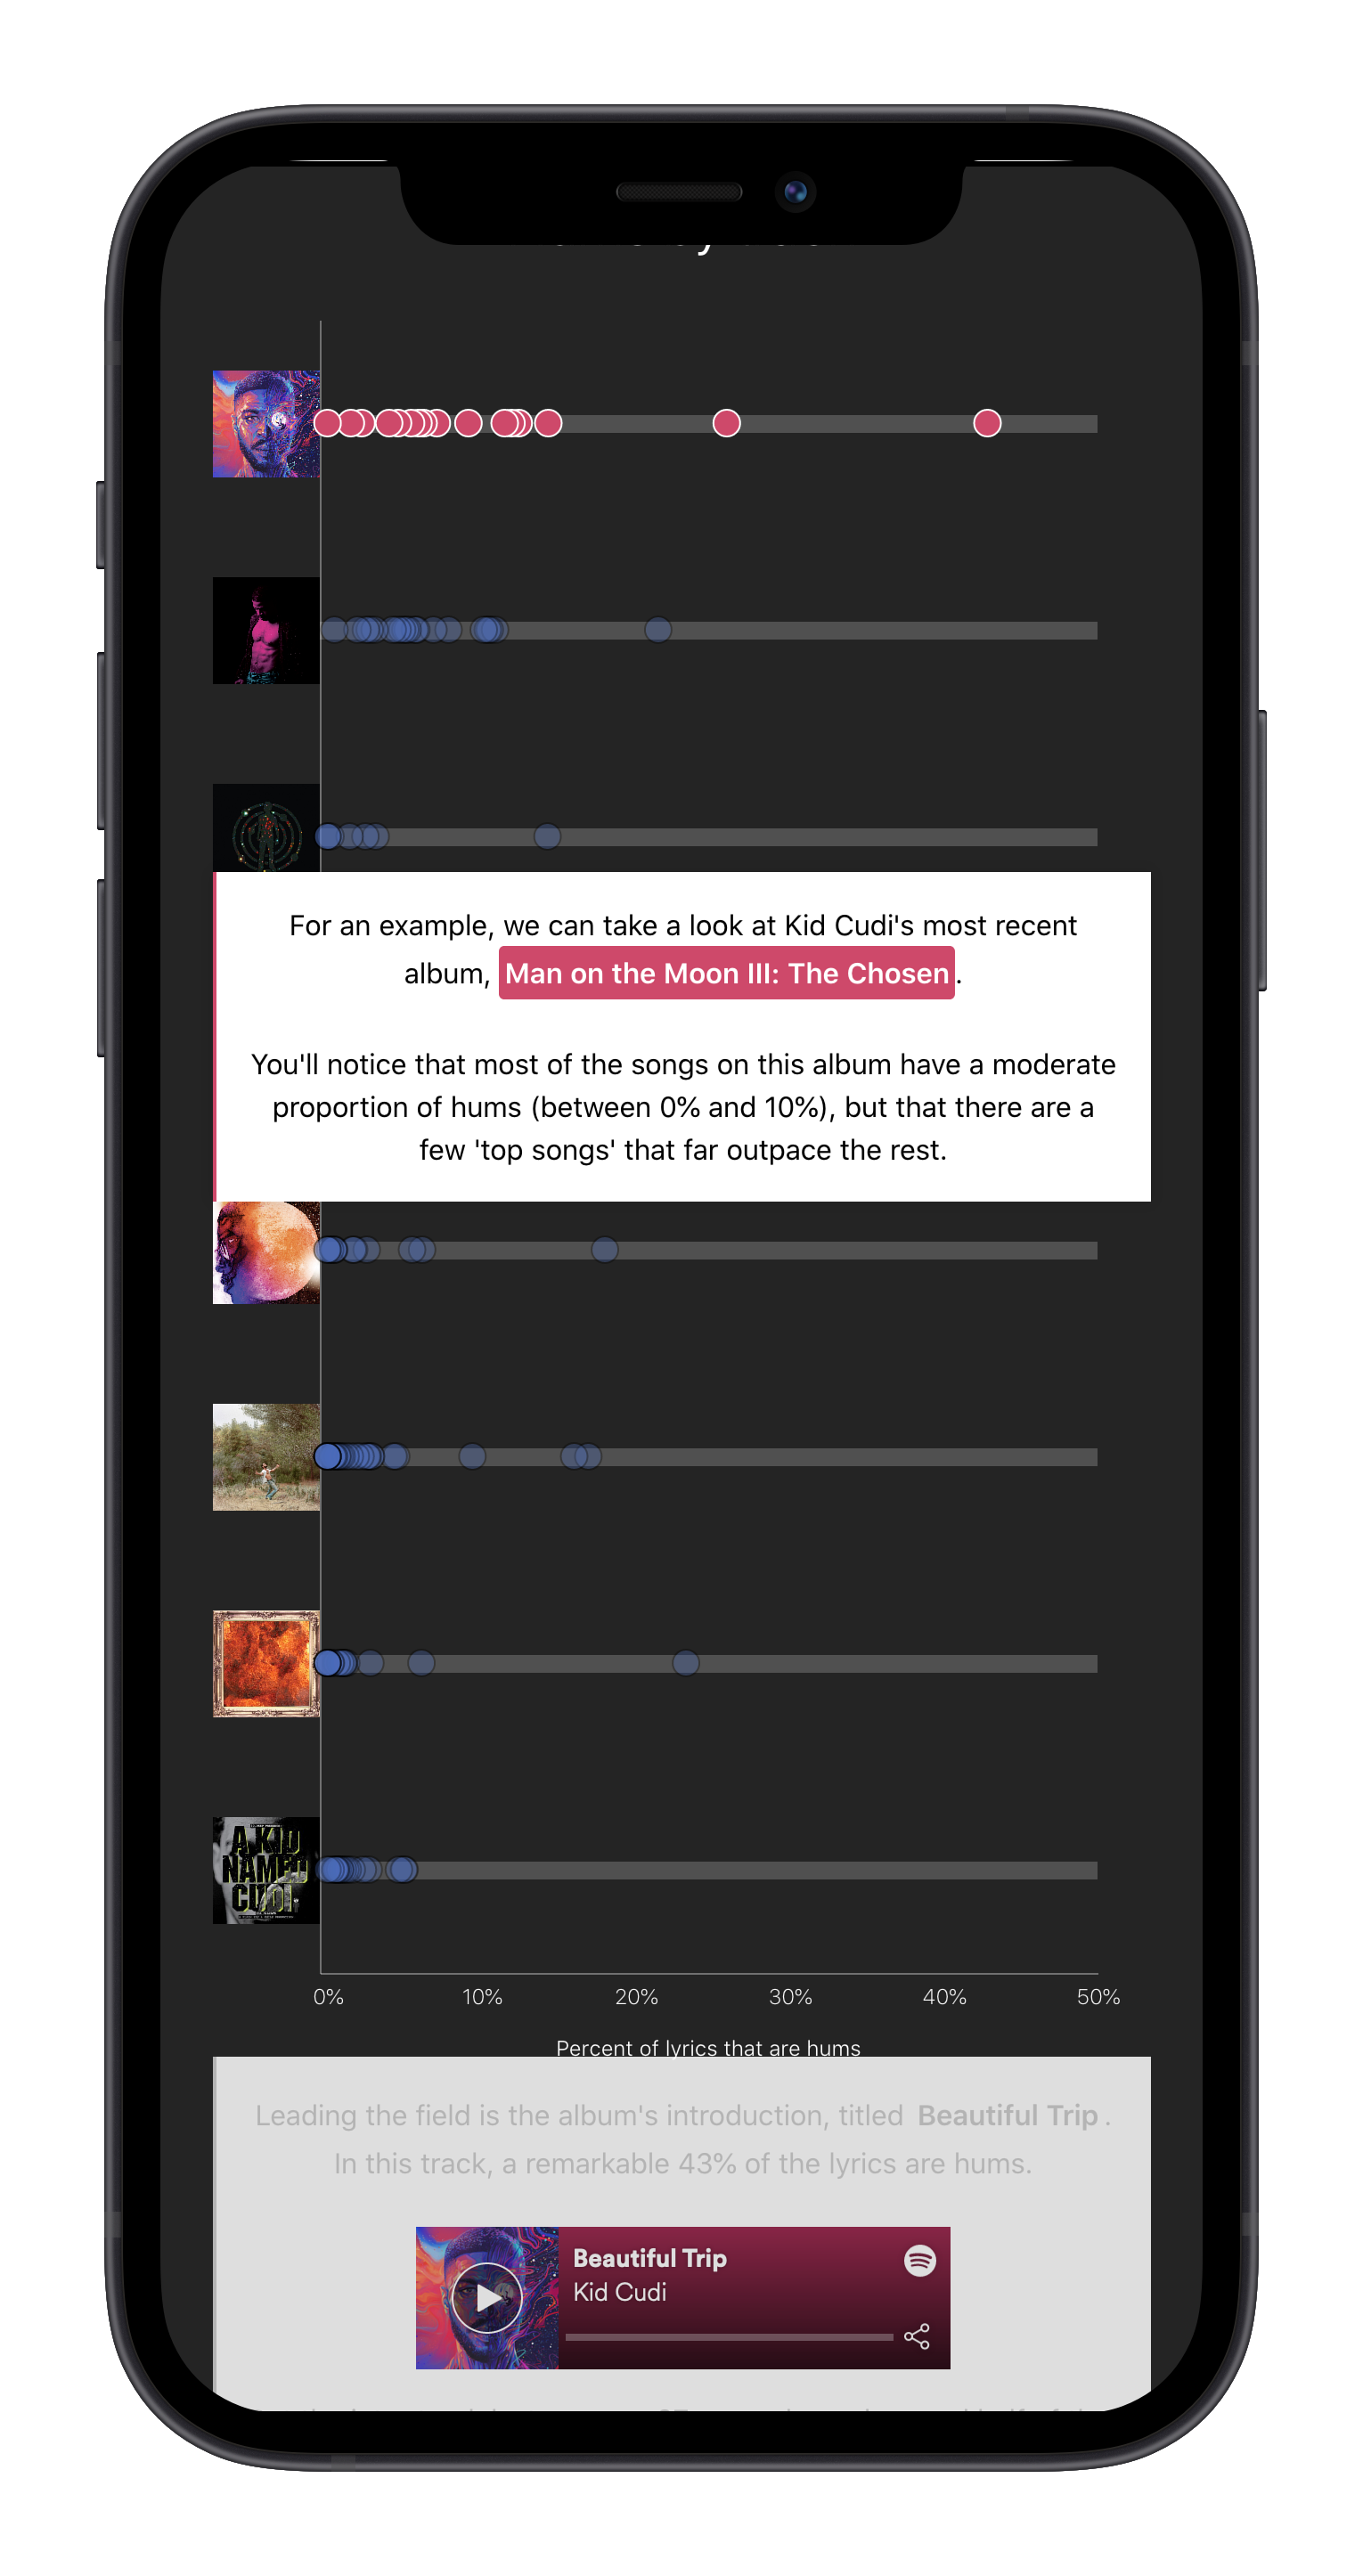 For an example, we can take a look at Kid Cudi's most recent
album, Man on the Moon III: The Chosen.
You'll notice that most of the songs on this album have a moderate
proportion of hums (between 0% and 10%), but that there are a
few 'top songs' that far outpace the rest.
A KID
NAMED
CUDI
0% 10% 20% 30% 40% 50%
Percent of lyrics that are hums
Leading the field is the album's introduction, titled Beautiful Trip.
In this track, a remarkable 43% of the lyrics are hums.
Beautiful Trip
Kid Cudi